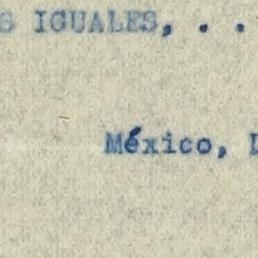 S IGUALES, . . .
México, D